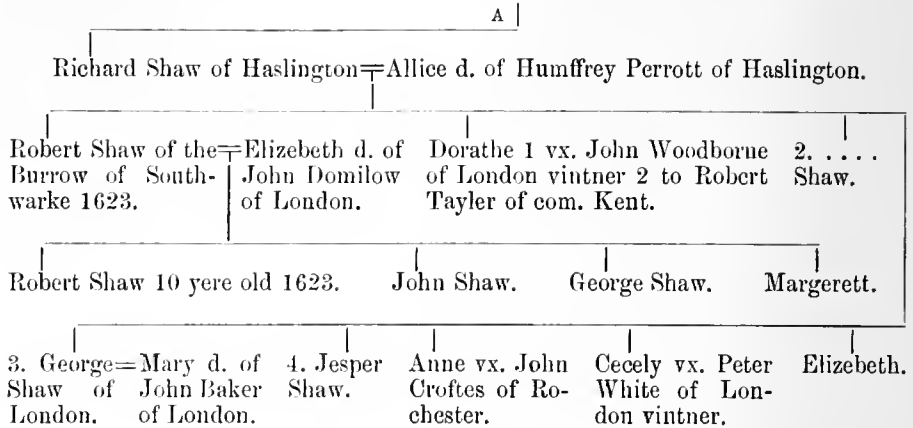 A
Richard Shaw of Haslington=Allice d. of Humffrey Perrott of Haslington.
Robert Shaw of the Burrow of South-warke 1623.=Elizebeth d. of John Domilow of London. Dorathe 1 vx. John Woodborne of London vintner 2 to Robert Tayler of com. Kent. 2. .... Shaw.
Robert Shaw 10 yere old 1623. John Shaw. George Shaw. Margerett.
3. George Shaw of London.=Mary d. of John Baker of London. 4. Jesper Shaw. Anne vx. John Croftes of Ro-chester. Cecely vx. Peter White of Lon-don vintner. Elizebeth.